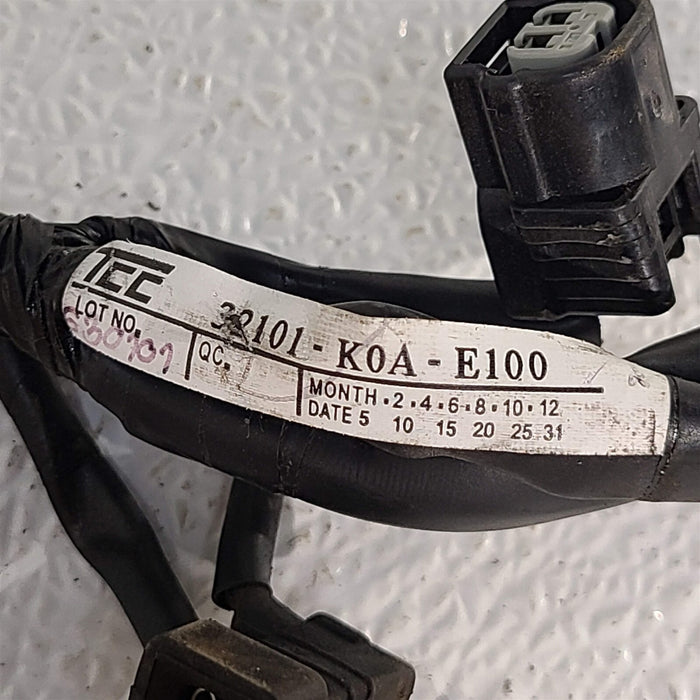 TEC
32101-K0A-E100
LOT NO.
600101
QC.
MONTH · 2 · 4 · 6 · 8 · 10 · 12
DATE 5 10 15 20 25 31